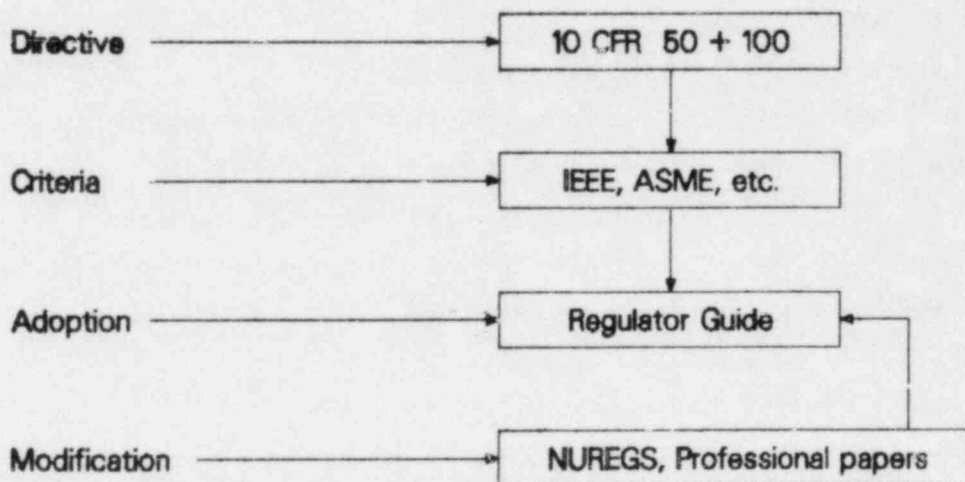 Directive
10 CFR 50 + 100
Criteria
IEEE, ASME, etc.
Adoption
Regulator Guide
Modification
NUREGS, Professional papers